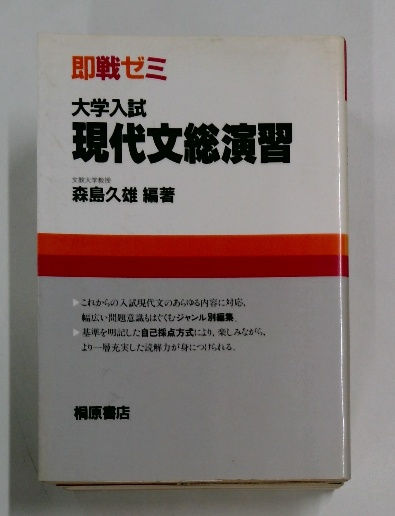 即戦ゼミ
大学入試
現代文総演習
文教大学教授
森島久雄 編著
▶これからの入試現代文のあらゆる内容に対応、
幅広い問題意識もはぐくむジャンル別編集。
▶基準を明記した自己採点方式により、楽しみながら、
より一層充実した読解力が身につけられる。
桐原書店